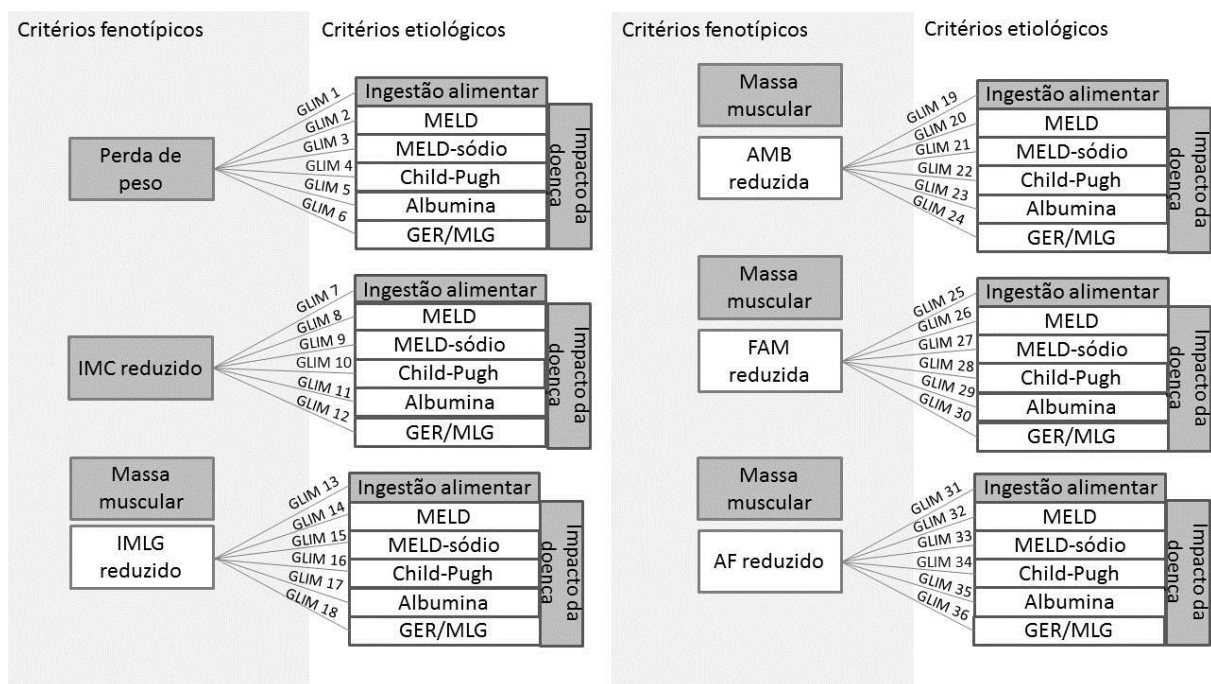 Critérios fenotípicos
Critérios etiológicos
Perda de
peso
GLIM 1
GLIM 2
GLIM 3
GLIM 4
GLIM 5
GLIM 6
Ingestão alimentar
MELD
MELD-sódio
Child-Pugh
Albumina
GER/MLG
Impacto da
doença
IMC reduzido
GLIM 7
GLIM 8
GLIM 9
GLIM 10
GLIM 11
GLIM 12
Ingestão alimentar
MELD
MELD-sódio
Child-Pugh
Albumina
GER/MLG
Impacto da
doença
Massa
muscular
IMLG
reduzido
GLIM 13
GLIM 14
GLIM 15
GLIM 16
GLIM 17
GLIM 18
Ingestão alimentar
MELD
MELD-sódio
Child-Pugh
Albumina
GER/MLG
Impacto da
doença
Critérios fenotípicos
Critérios etiológicos
Massa
muscular
AMB
reduzida
GLIM 19
GLIM 20
GLIM 21
GLIM 22
GLIM 23
GLIM 24
Ingestão alimentar
MELD
MELD-sódio
Child-Pugh
Albumina
GER/MLG
Impacto da
doença
Massa
muscular
FAM
reduzida
GLIM 25
GLIM 26
GLIM 27
GLIM 28
GLIM 29
GLIM 30
Ingestão alimentar
MELD
MELD-sódio
Child-Pugh
Albumina
GER/MLG
Impacto da
doença
Massa
muscular
AF reduzido
GLIM 31
GLIM 32
GLIM 33
GLIM 34
GLIM 35
GLIM 36
Ingestão alimentar
MELD
MELD-sódio
Child-Pugh
Albumina
GER/MLG
Impacto da
doença